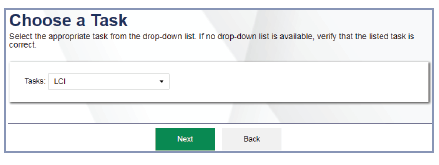 Choose a Task
Select the appropriate task from the drop-down list. If no drop-down list is available, verify that the listed task is
correct.
Tasks: LCI
Next Back